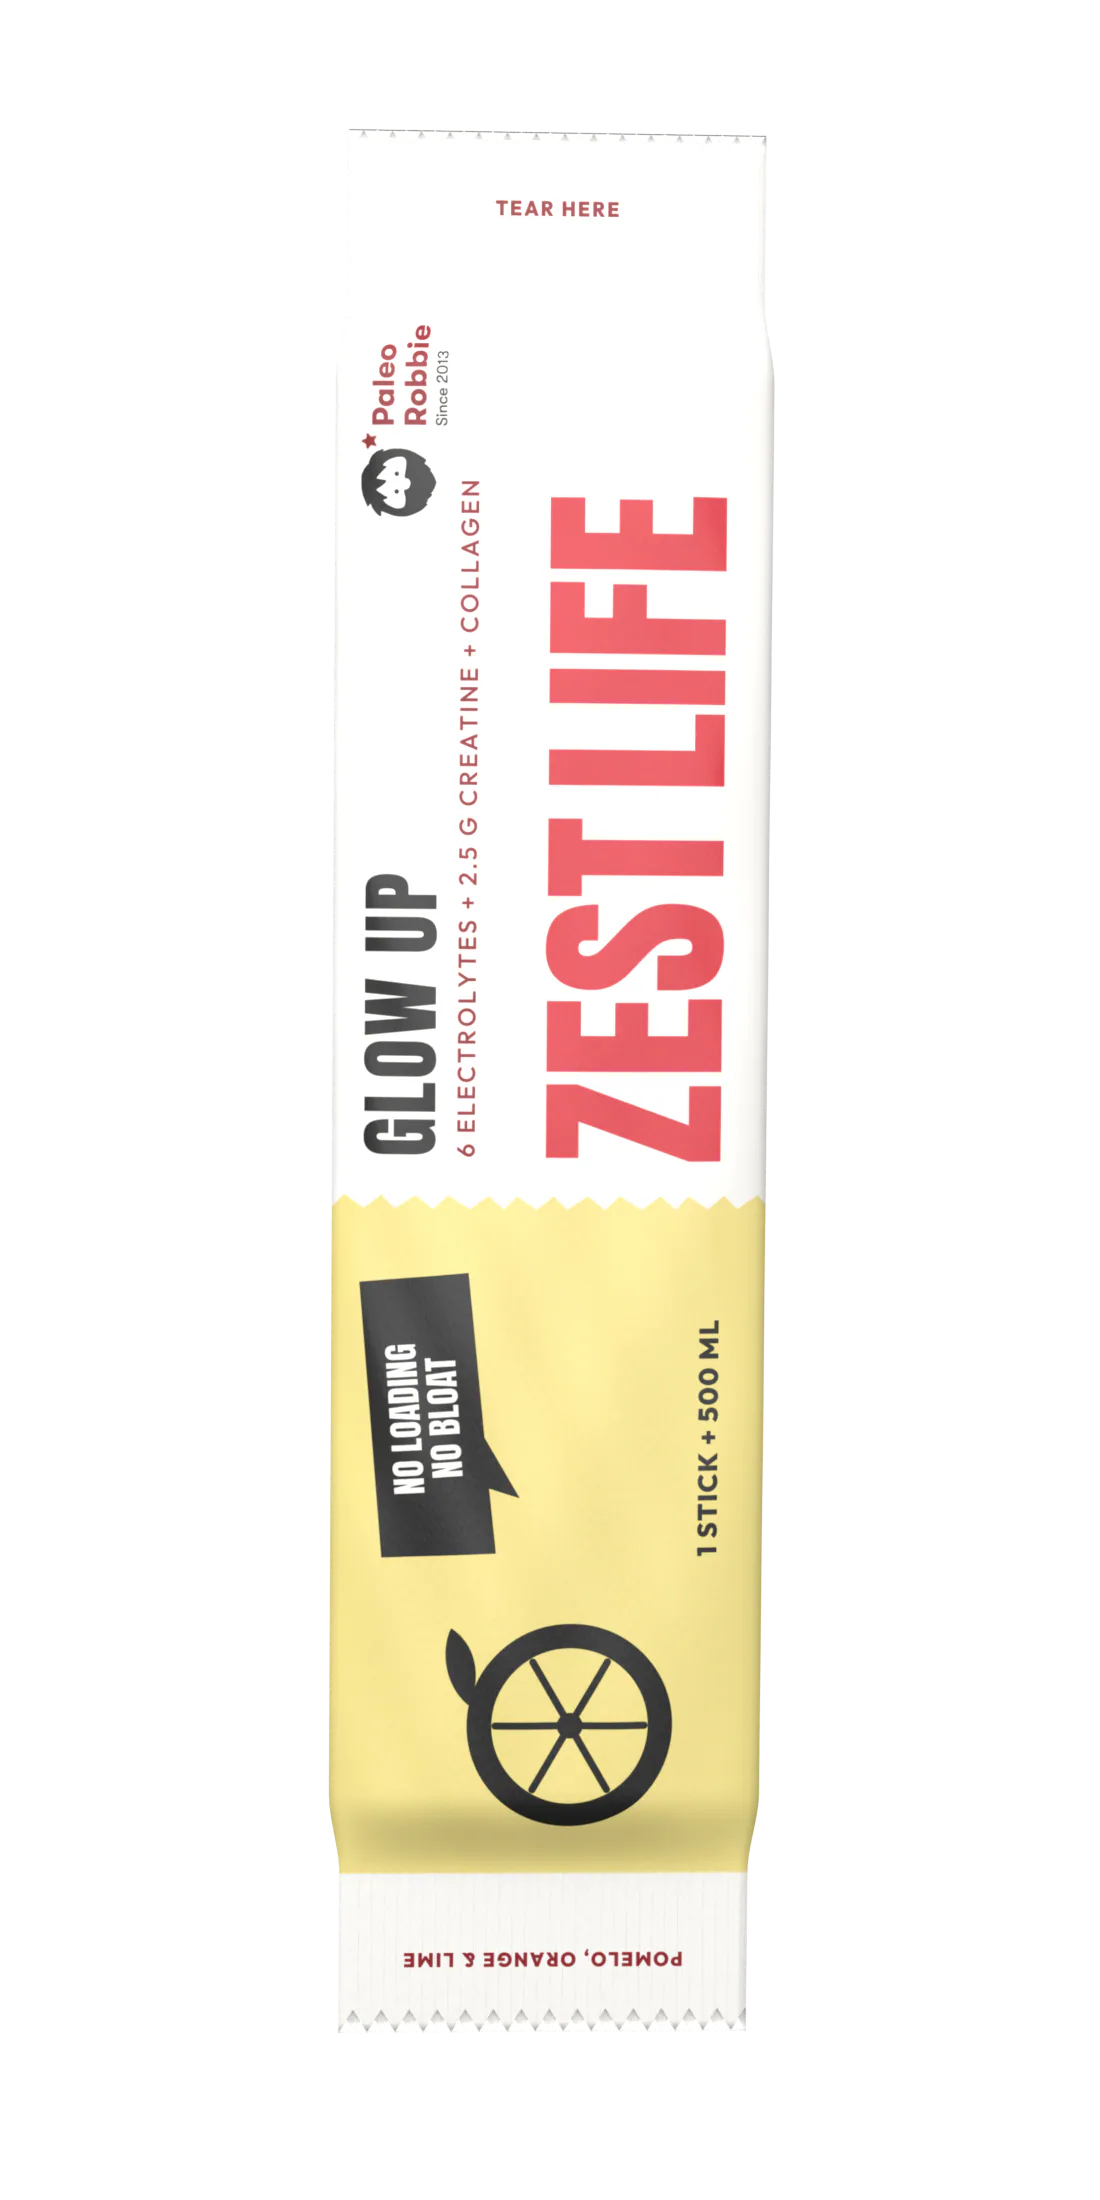 TEAR HERE
Paleo
Robbie
Since 2013
GLOW UP
6 ELECTROLYTES + 2.5 G CREATINE + COLLAGEN
ZEST LIFE
NO LOADING
NO BLOAT
1 STICK + 500 ML
POMELO, ORANGE & LIME